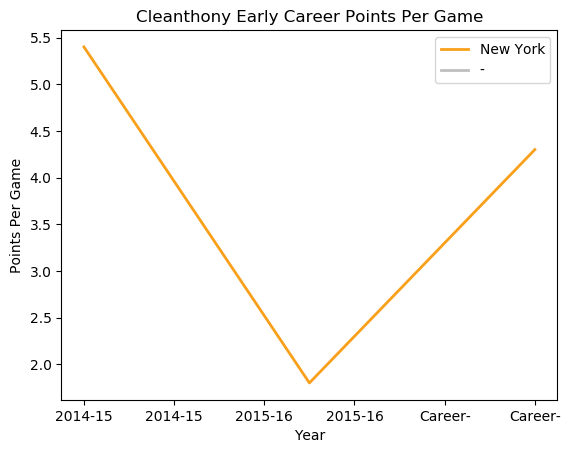 Cleanthony Early Career Points Per Game
New York
-
5.5
5.0
4.5
4.0
3.5
3.0
2.5
2.0
Points Per Game
2014-15 2014-15 2015-16 2015-16 Career- Career-
Year